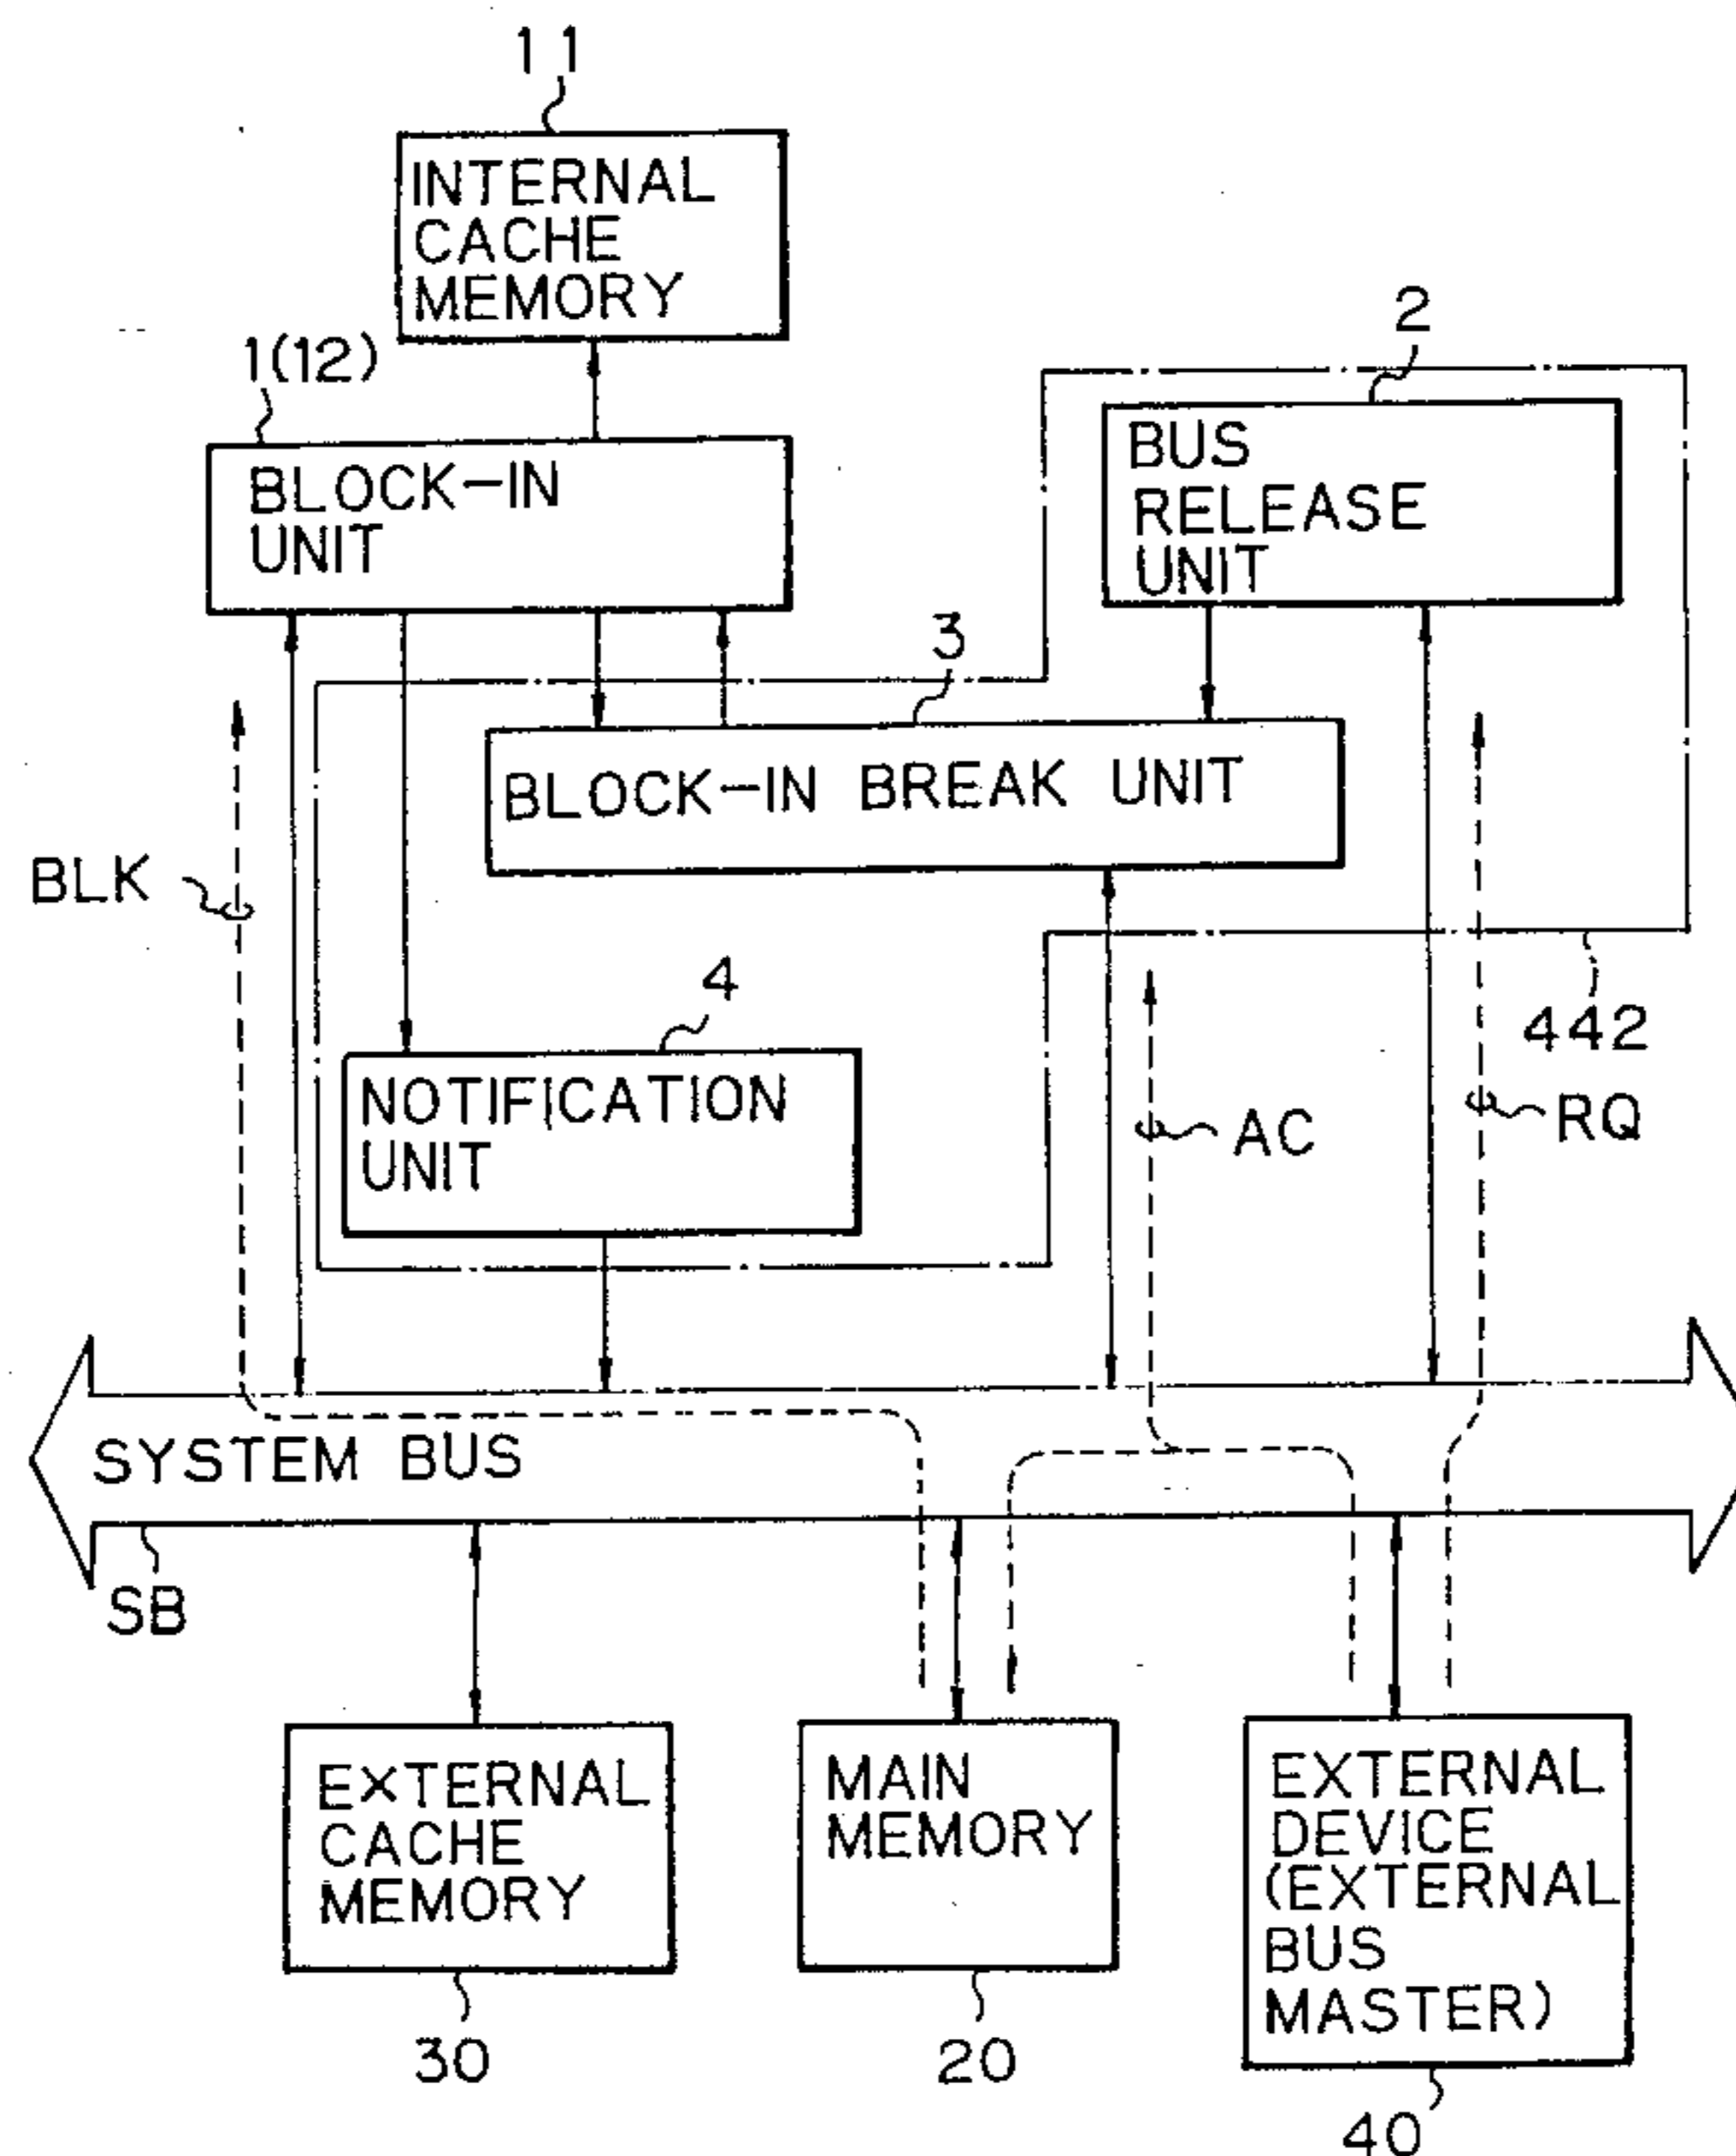 11
INTERNAL
CACHE
MEMORY
1(12)
BLOCK-IN
UNIT
2
BUS
RELEASE
UNIT
3
BLOCK-IN BREAK UNIT
BLK
4
NOTIFICATION
UNIT
442
AC
RQ
SYSTEM BUS
SB
EXTERNAL
CACHE
MEMORY
30
MAIN
MEMORY
20
EXTERNAL
DEVICE
(EXTERNAL
BUS
MASTER)
40